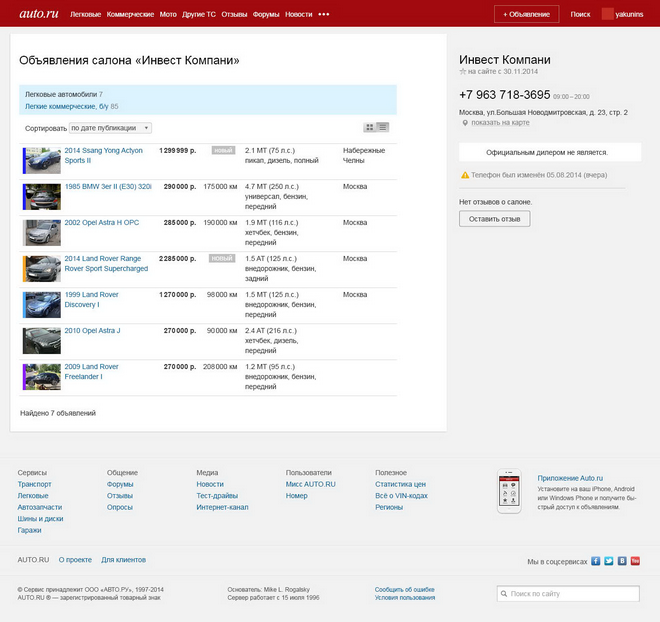 auto.ru Легковые Коммерческие Мото Другие ТС Отзывы Форумы Новости ••• + Объявление Поиск yakunins
Объявления салона «Инвест Компани»
Легковые автомобили 7
Легкие коммерческие, б/у 85
Сортировать по дате публикации
2014 Ssang Yong Actyon 1 299 999 р. новый 2.1 MT (75 л.с.) Набережные
Sports II пикап, дизель, полный Челны
1985 BMW 3er II (E30) 320i 290 000 р. 175 000 км 4.7 MT (250 л.с.) Москва
универсал, бензин,
передний
2002 Opel Astra H OPC 285 000 р. 190 000 км 1.9 MT (116 л.с.) Москва
хетчбек, бензин,
передний
2014 Land Rover Range 2 285 000 р. новый 1.5 AT (125 л.с.) Москва
Rover Sport Supercharged внедорожник, бензин,
задний
1999 Land Rover 1 270 000 р. 98 000 км 1.5 MT (125 л.с.) Москва
Discovery I внедорожник, бензин,
передний
2010 Opel Astra J 270 000 р. 90 000 км 2.4 AT (216 л.с.)
хетчбек, дизель,
передний
2009 Land Rover 270 000 р. 208 000 км 1.2 MT (95 л.с.)
Freelander I внедорожник, бензин,
передний
Найдено 7 объявлений
Инвест Компани
на сайте с 30.11.2014
+7 963 718-3695 09:00–20:00
Москва, ул.Большая Новодмитровская, д. 23, стр. 2
показать на карте
Официальным дилером не является.
Телефон был изменён 05.08.2014 (вчера)
Нет отзывов о салоне.
Оставить отзыв
Сервисы
Транспорт
Легковые
Автозапчасти
Шины и диски
Гаражи
Общение
Форумы
Отзывы
Опросы
Медиа
Новости
Тест-драйвы
Интернет-канал
Пользователи
Мисс AUTO.RU
Номер
Полезное
Статистика цен
Всё о VIN-кодах
Регионы
Приложение Auto.ru
Установите на ваш iPhone, Android
или Windows Phone и получите бы-
стрый доступ к объявлениям.
AUTO.RU О проекте Для клиентов
Мы в соцсервисах
© Сервис принадлежит ООО «АВТО.РУ», 1997-2014
AUTO.RU ® — зарегистрированный товарный знак
Основатель: Mike L. Rogalsky
Сервер работает с 15 июля 1996
Сообщить об ошибке
Условия пользования
Поиск по сайту